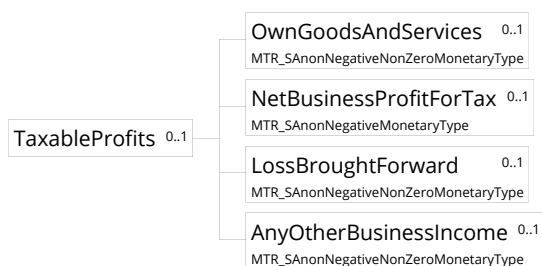 OwnGoodsAndServices 0..1
MTR_SAnonNegativeNonZeroMonetaryType
NetBusinessProfitForTax 0..1
MTR_SAnonNegativeMonetaryType
TaxableProfits 0..1
LossBroughtForward 0..1
MTR_SAnonNegativeNonZeroMonetaryType
AnyOtherBusinessIncome 0..1
MTR_SAnonNegativeNonZeroMonetaryType